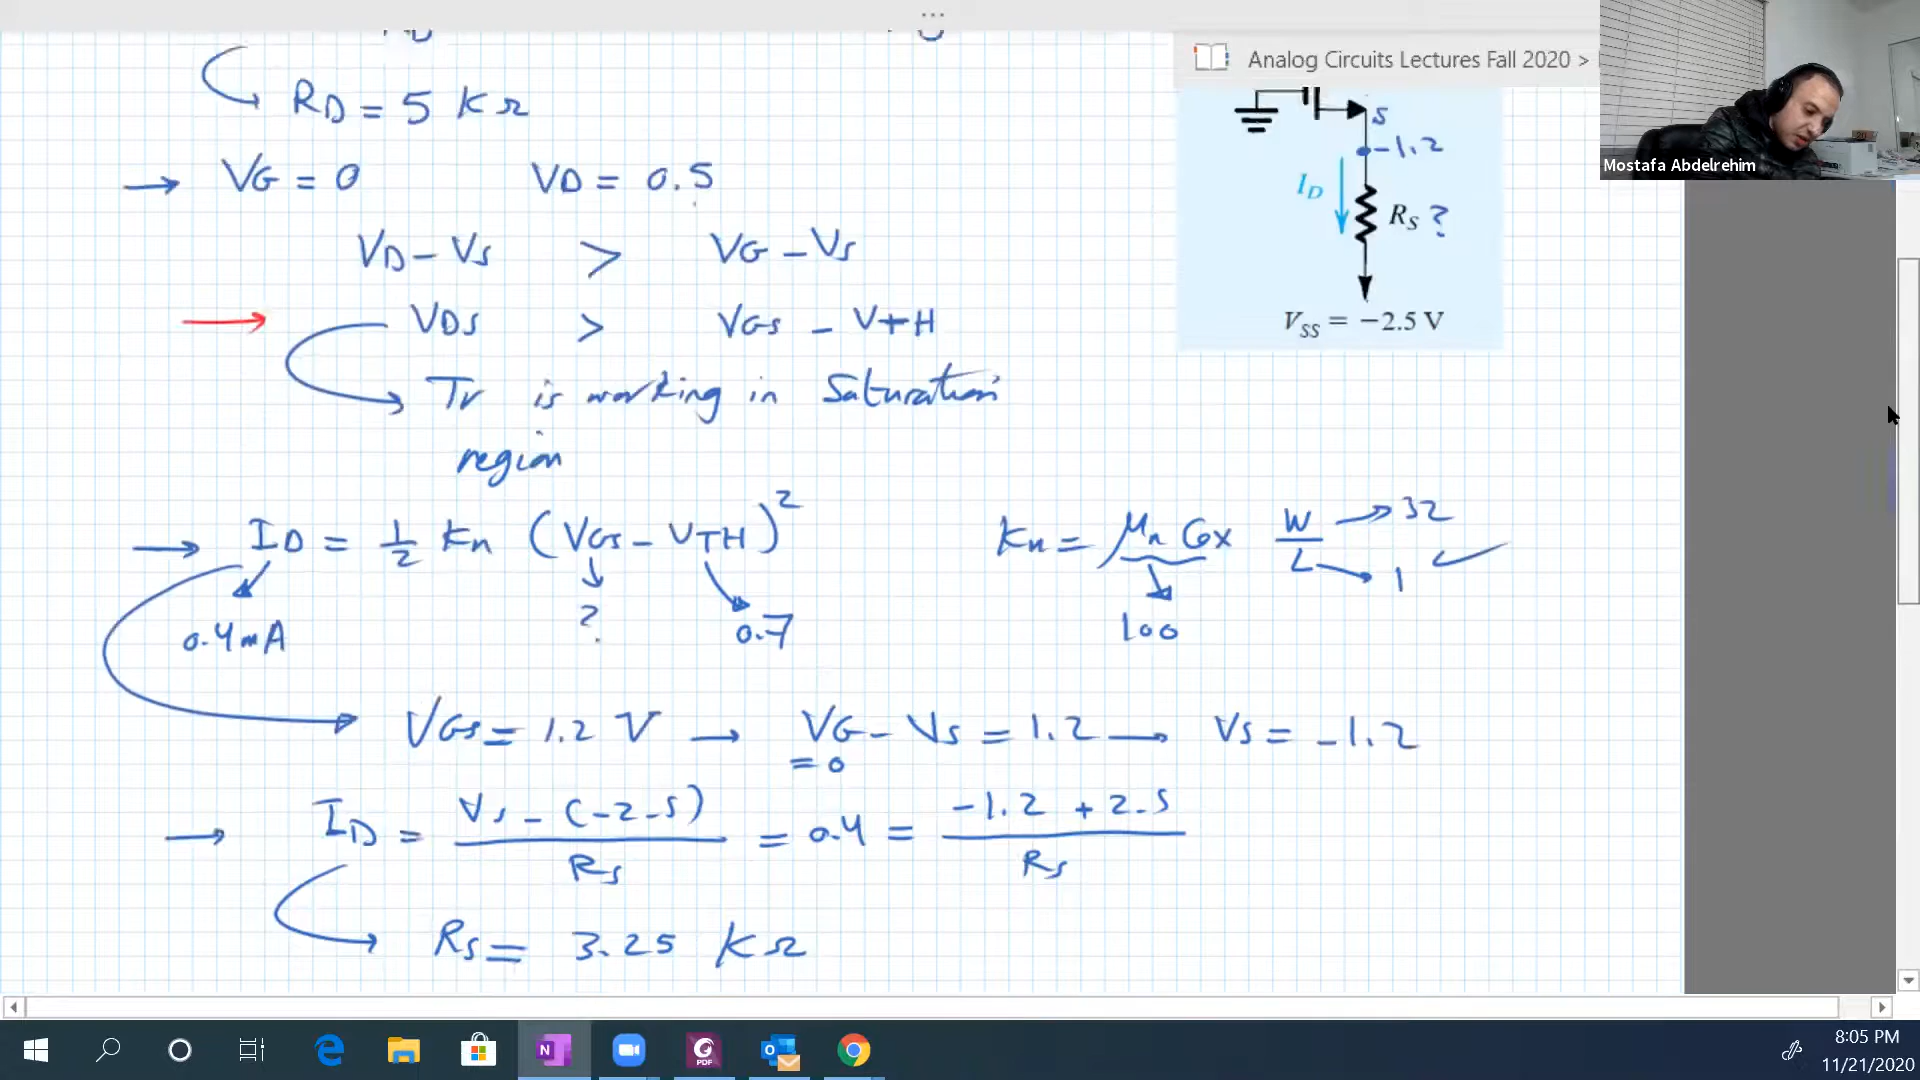 ...
Analog Circuits Lectures Fall 2020 >
Mostafa Abdelrehim
RD = 5 KΩ
→ VG = 0 VD = 0.5
VD - VS > VG - VS
→ VDS > VGS - VTH
Tr is working in Saturation
region
→ ID = 1/2 Kn (VGS - VTH)²
0.4 mA ? 0.7
Kn = μn Cox W/L → 32
→ 1
100
VGS = 1.2 V → VG - VS = 1.2 → VS = -1.2
= 0
→ ID = VS - (-2.5) / RS = 0.4 = -1.2 + 2.5 / RS
RS = 3.25 KΩ
S
-1.2
ID
RS ?
VSS = −2.5 V
N
PDF
8:05 PM
11/21/2020